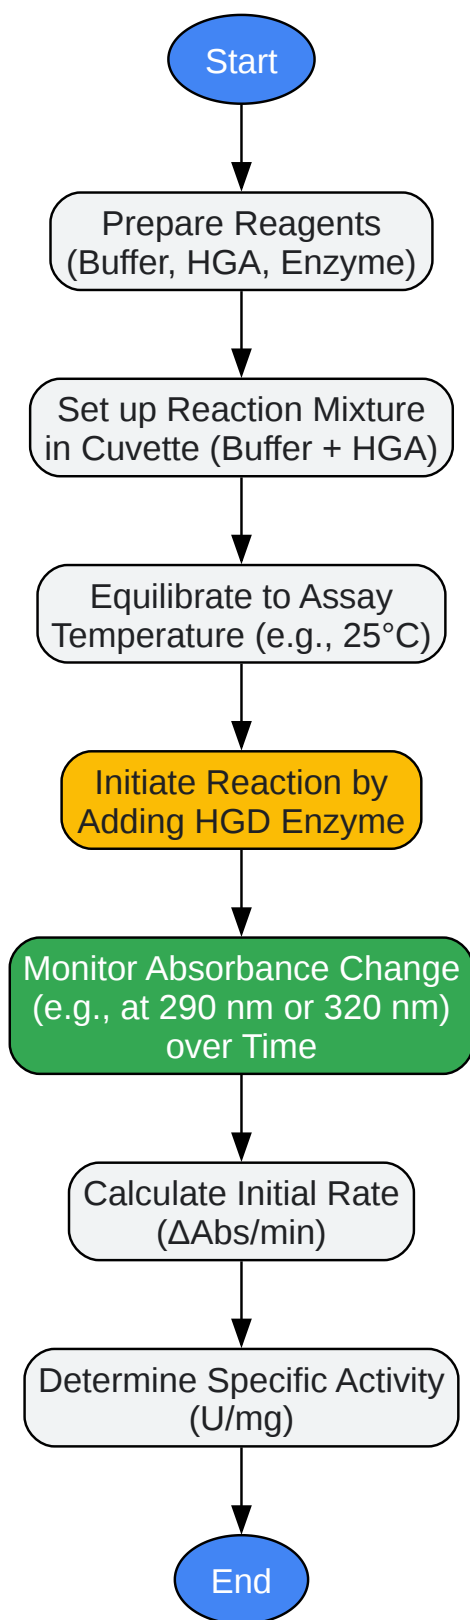 Start
Prepare Reagents
(Buffer, HGA, Enzyme)
Set up Reaction Mixture
in Cuvette (Buffer + HGA)
Equilibrate to Assay
Temperature (e.g., 25°C)
Initiate Reaction by
Adding HGD Enzyme
Monitor Absorbance Change
(e.g., at 290 nm or 320 nm)
over Time
Calculate Initial Rate
(ΔAbs/min)
Determine Specific Activity
(U/mg)
End